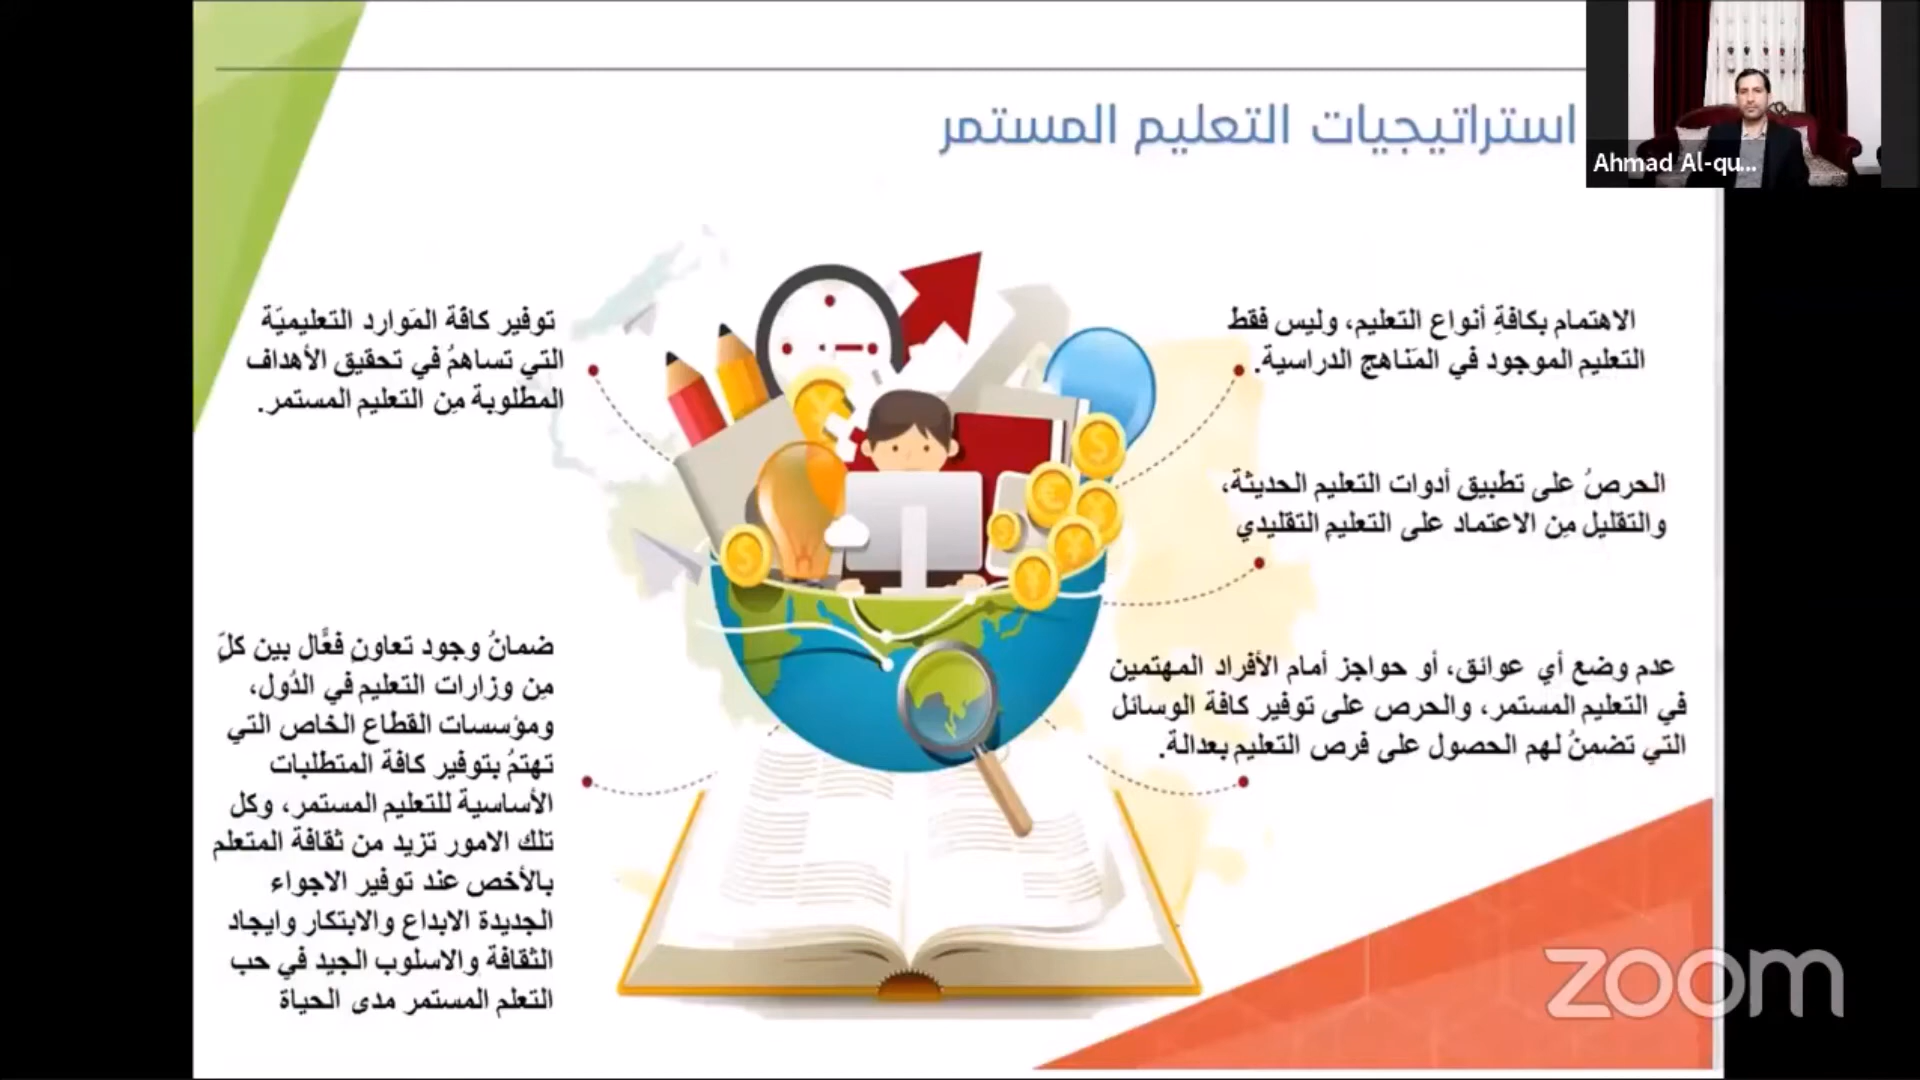 استراتيجيات التعليم المستمر
Ahmad Al-qu...
الاهتمام بكافةِ أنواع التعليم، وليس فقط
التعليم الموجود في المَناهج الدراسية.
الحرصُ على تطبيق أدوات التعليم الحديثة،
والتقليل مِن الاعتماد على التعليم التقليدي
عدم وضع أي عوائق، أو حواجز أمام الأفراد المهتمين
في التعليم المستمر، والحرص على توفير كافة الوسائل
التي تضمنُ لهم الحصول على فرص التعليم بعدالة.
توفير كافّة المَوارد التعليميّة
التي تساهمُ في تحقيق الأهداف
المطلوبة مِن التعليم المستمر.
ضمانُ وجود تعاونٍ فعَّال بين كلّ
مِن وزارات التعليم في الدُول،
ومؤسسات القطاع الخاص التي
تهتمُ بتوفير كافة المتطلبات
الأساسية للتعليم المستمر، وكل
تلك الامور تزيد من ثقافة المتعلم
بالأخص عند توفير الاجواء
الجديدة الابداع والابتكار وايجاد
الثقافة والاسلوب الجيد في حب
التعلم المستمر مدى الحياة
zoom